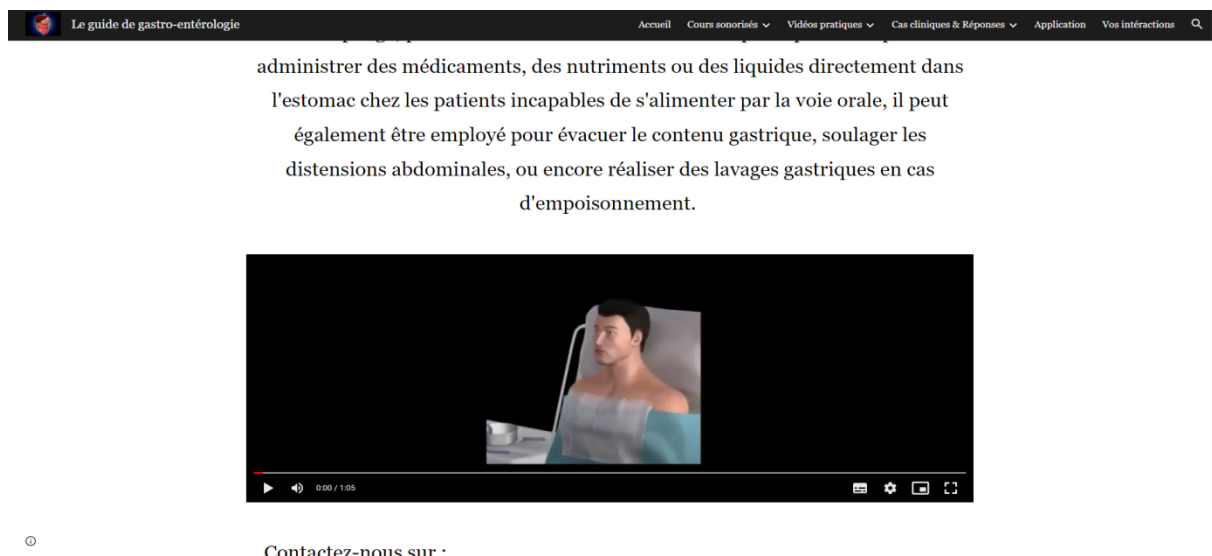 Le guide de gastro-entérologie
Accueil Cours sonorisés Vidéos pratiques Cas cliniques & Réponses Application Vos intéractions
administrer des médicaments, des nutriments ou des liquides directement dans
l'estomac chez les patients incapables de s'alimenter par la voie orale, il peut
également être employé pour évacuer le contenu gastrique, soulager les
distensions abdominales, ou encore réaliser des lavages gastriques en cas
d'empoisonnement.
0:00 / 1:05
Contactez-nous sur :